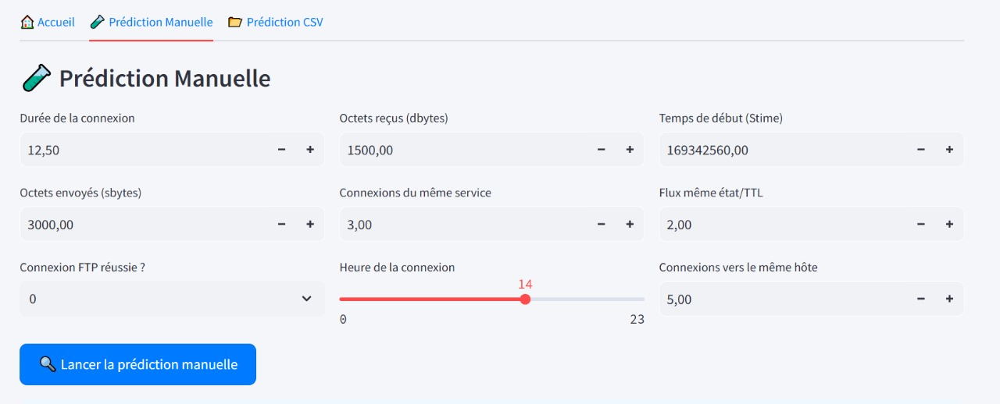 Accueil Prédiction Manuelle Prédiction CSV
Prédiction Manuelle
Durée de la connexion Octets reçus (dbytes) Temps de début (Stime)
12,50 − + 1500,00 − + 169342560,00 − +
Octets envoyés (sbytes) Connexions du même service Flux même état/TTL
3000,00 − + 3,00 − + 2,00 − +
Connexion FTP réussie ? Heure de la connexion Connexions vers le même hôte
14
0 5,00 − +
0 23
Lancer la prédiction manuelle